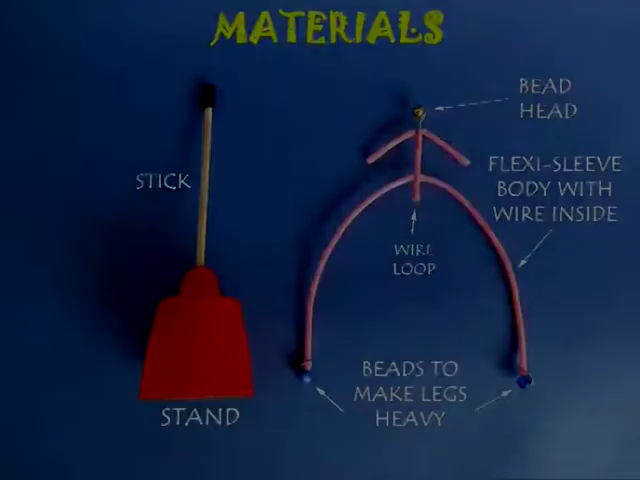 MATERIALS
BEAD
HEAD
STICK
FLEXI-SLEEVE
BODY WITH
WIRE INSIDE
WIRE
LOOP
BEADS TO
MAKE LEGS
HEAVY
STAND